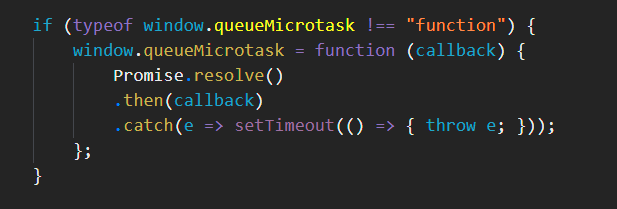 if (typeof window.queueMicrotask !== "function") {
    window.queueMicrotask = function (callback) {
        Promise.resolve()
        .then(callback)
        .catch(e => setTimeout(() => { throw e; }));
    };
}